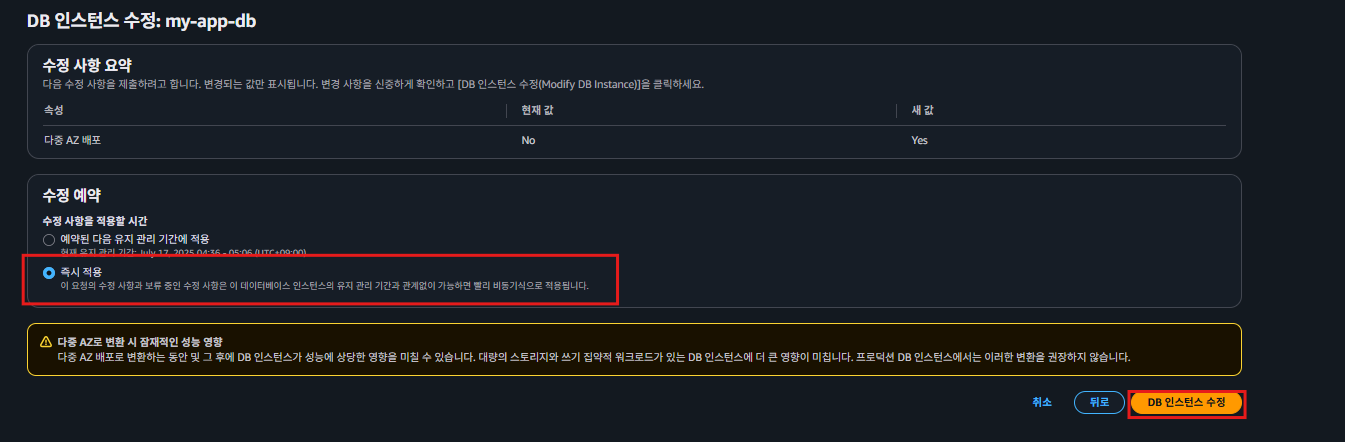 DB 인스턴스 수정: my-app-db
수정 사항 요약
다음 수정 사항을 제출하려고 합니다. 변경되는 값만 표시됩니다. 변경 사항을 신중하게 확인하고 [DB 인스턴스 수정(Modify DB Instance)]을 클릭하세요.
속성 현재 값 새 값
다중 AZ 배포 No Yes
수정 예약
수정 사항을 적용할 시간
예약된 다음 유지 관리 기간에 적용
현재 유지 관리 기간: July 17, 2025 04:36 - 05:06 (UTC+09:00)
즉시 적용
이 요청의 수정 사항과 보류 중인 수정 사항은 이 데이터베이스 인스턴스의 유지 관리 기간과 관계없이 가능하면 빨리 비동기식으로 적용됩니다.
다중 AZ로 변환 시 잠재적인 성능 영향
다중 AZ 배포로 변환하는 동안 및 그 후에 DB 인스턴스가 성능에 상당한 영향을 미칠 수 있습니다. 대량의 스토리지와 쓰기 집약적 워크로드가 있는 DB 인스턴스에 더 큰 영향이 미칩니다. 프로덕션 DB 인스턴스에서는 이러한 변환을 권장하지 않습니다.
취소 뒤로 DB 인스턴스 수정